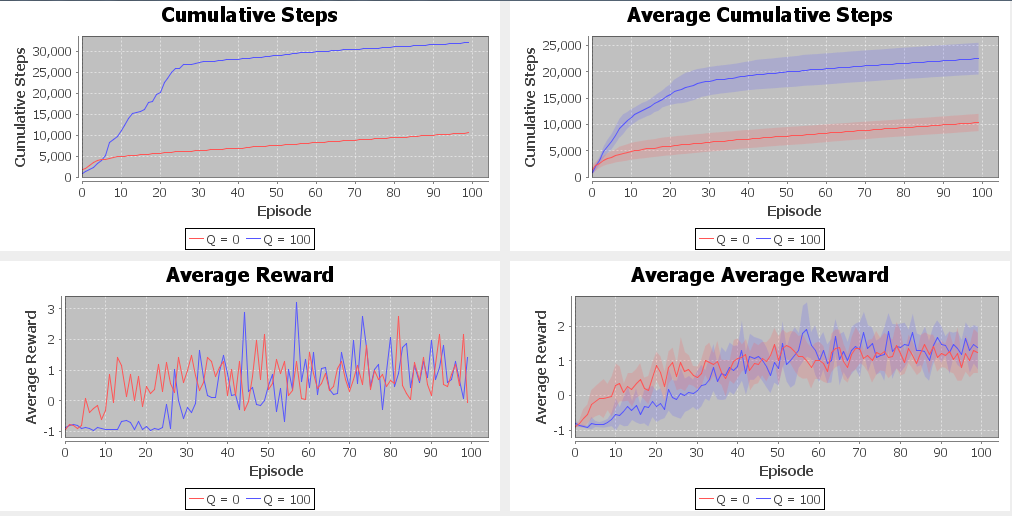 Cumulative Steps
Cumulative Steps
30,000
25,000
20,000
15,000
10,000
5,000
0
0 10 20 30 40 50 60 70 80 90 100
Episode
Q = 0 Q = 100
Average Cumulative Steps
Cumulative Steps
25,000
20,000
15,000
10,000
5,000
0
0 10 20 30 40 50 60 70 80 90 100
Episode
Q = 0 Q = 100
Average Reward
Average Reward
3
2
1
0
-1
0 10 20 30 40 50 60 70 80 90 100
Episode
Q = 0 Q = 100
Average Average Reward
Average Reward
2
1
0
-1
0 10 20 30 40 50 60 70 80 90 100
Episode
Q = 0 Q = 100